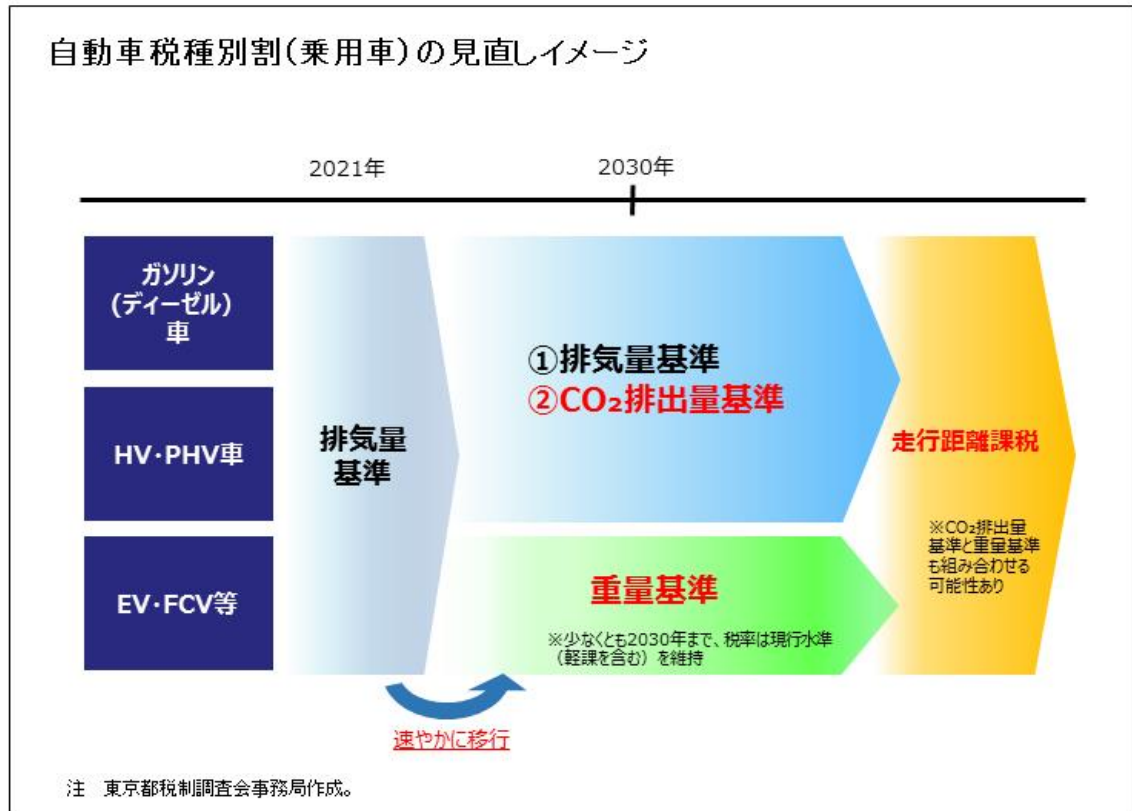 自動車税種別割(乗用車)の見直しイメージ
2021年
2030年
ガソリン
(ディーゼル)
車
HV・PHV車
EV・FCV等
排気量
基準
①排気量基準
②CO₂排出量基準
重量基準
※少なくとも2030年まで、税率は現行水準
(軽課を含む)を維持
走行距離課税
※CO₂排出量
基準と重量基準
も組み合わせる
可能性あり
速やかに移行
注 東京都税制調査会事務局作成。